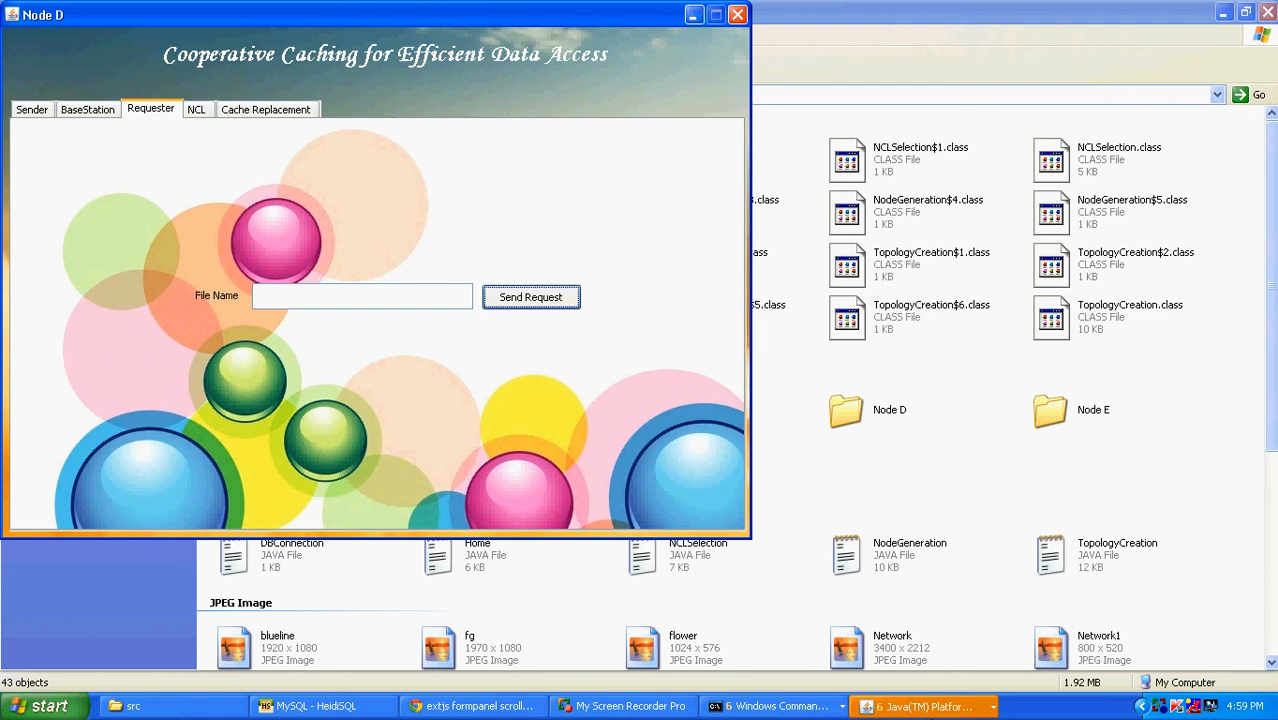 Node D
Cooperative Caching for Efficient Data Access
Sender
BaseStation
Requester
NCL
Cache Replacement
File Name
Send Request
Go
NCLSelection$1.class
CLASS File
1 KB
NCLSelection.class
CLASS File
5 KB
.class
NodeGeneration$4.class
CLASS File
1 KB
NodeGeneration$5.class
CLASS File
1 KB
ss
TopologyCreation$1.class
CLASS File
1 KB
TopologyCreation$2.class
CLASS File
1 KB
5.class
TopologyCreation$6.class
CLASS File
1 KB
TopologyCreation.class
CLASS File
10 KB
Node D
Node E
DBConnection
JAVA File
1 KB
Home
JAVA File
6 KB
NCLSelection
JAVA File
7 KB
NodeGeneration
JAVA File
10 KB
TopologyCreation
JAVA File
12 KB
JPEG Image
blueline
1920 x 1080
JPEG Image
fg
1970 x 1080
JPEG Image
flower
1024 x 576
JPEG Image
Network
3400 x 2212
JPEG Image
Network1
800 x 520
JPEG Image
43 objects
1.92 MB
My Computer
start
src
MySQL - HeidiSQL
extjs formpanel scroll...
My Screen Recorder Pro
6 Windows Comman...
6 Java(TM) Platfor...
4:59 PM